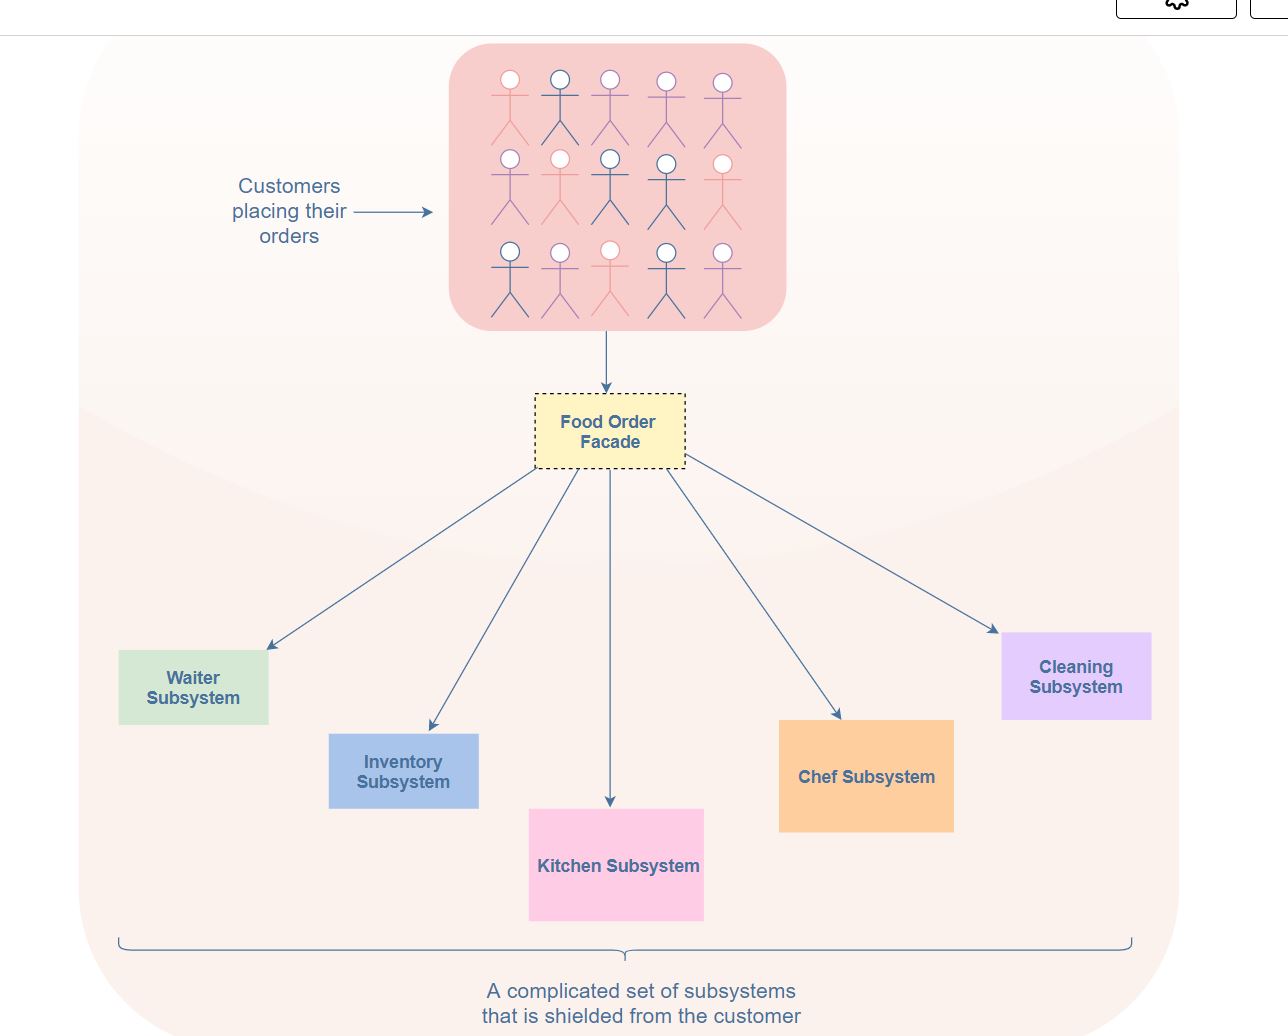 Customers
placing their
orders
Food Order
Facade
Waiter
Subsystem
Inventory
Subsystem
Kitchen Subsystem
Chef Subsystem
Cleaning
Subsystem
A complicated set of subsystems
that is shielded from the customer